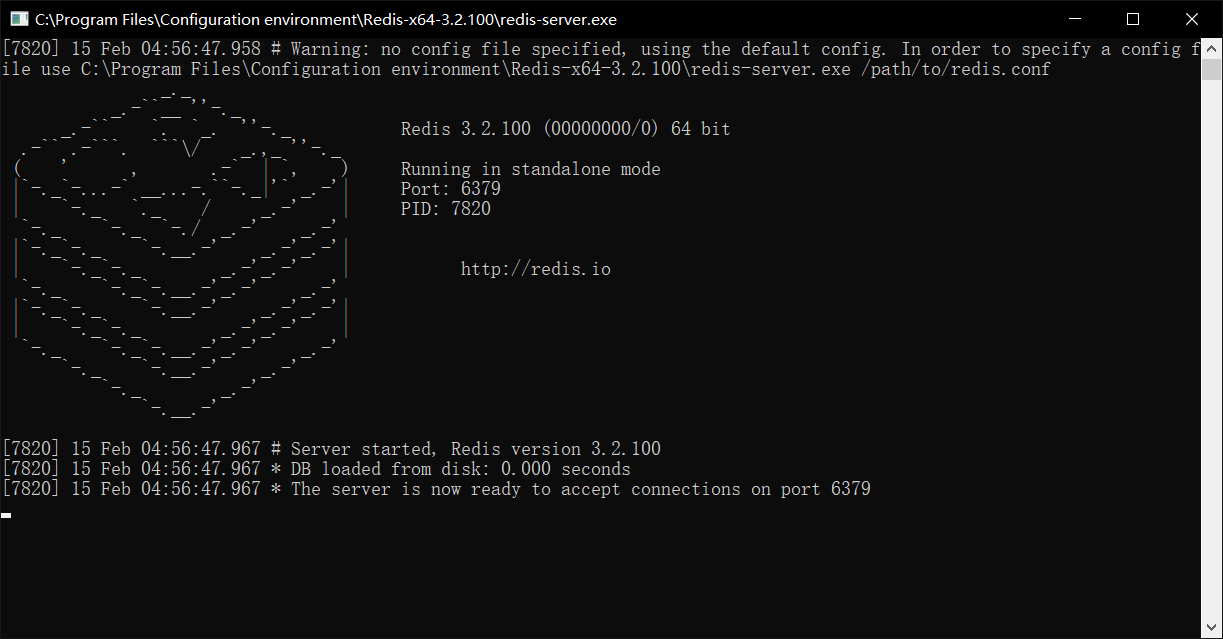 C:\Program Files\Configuration environment\Redis-x64-3.2.100\redis-server.exe
[7820] 15 Feb 04:56:47.958 # Warning: no config file specified, using the default config. In order to specify a config f
ile use C:\Program Files\Configuration environment\Redis-x64-3.2.100\redis-server.exe /path/to/redis.conf
Redis 3.2.100 (00000000/0) 64 bit
Running in standalone mode
Port: 6379
PID: 7820
http://redis.io
[7820] 15 Feb 04:56:47.967 # Server started, Redis version 3.2.100
[7820] 15 Feb 04:56:47.967 * DB loaded from disk: 0.000 seconds
[7820] 15 Feb 04:56:47.967 * The server is now ready to accept connections on port 6379